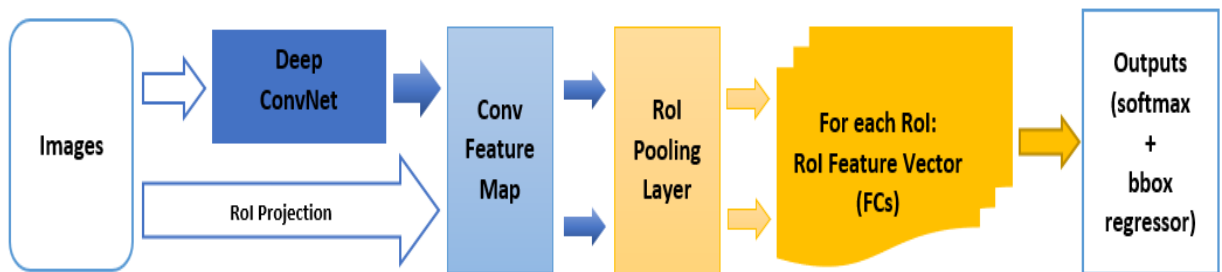 Images
Deep
ConvNet
RoI Projection
Conv
Feature
Map
RoI
Pooling
Layer
For each RoI:
RoI Feature Vector
(FCs)
Outputs
(softmax
+
bbox
regressor)